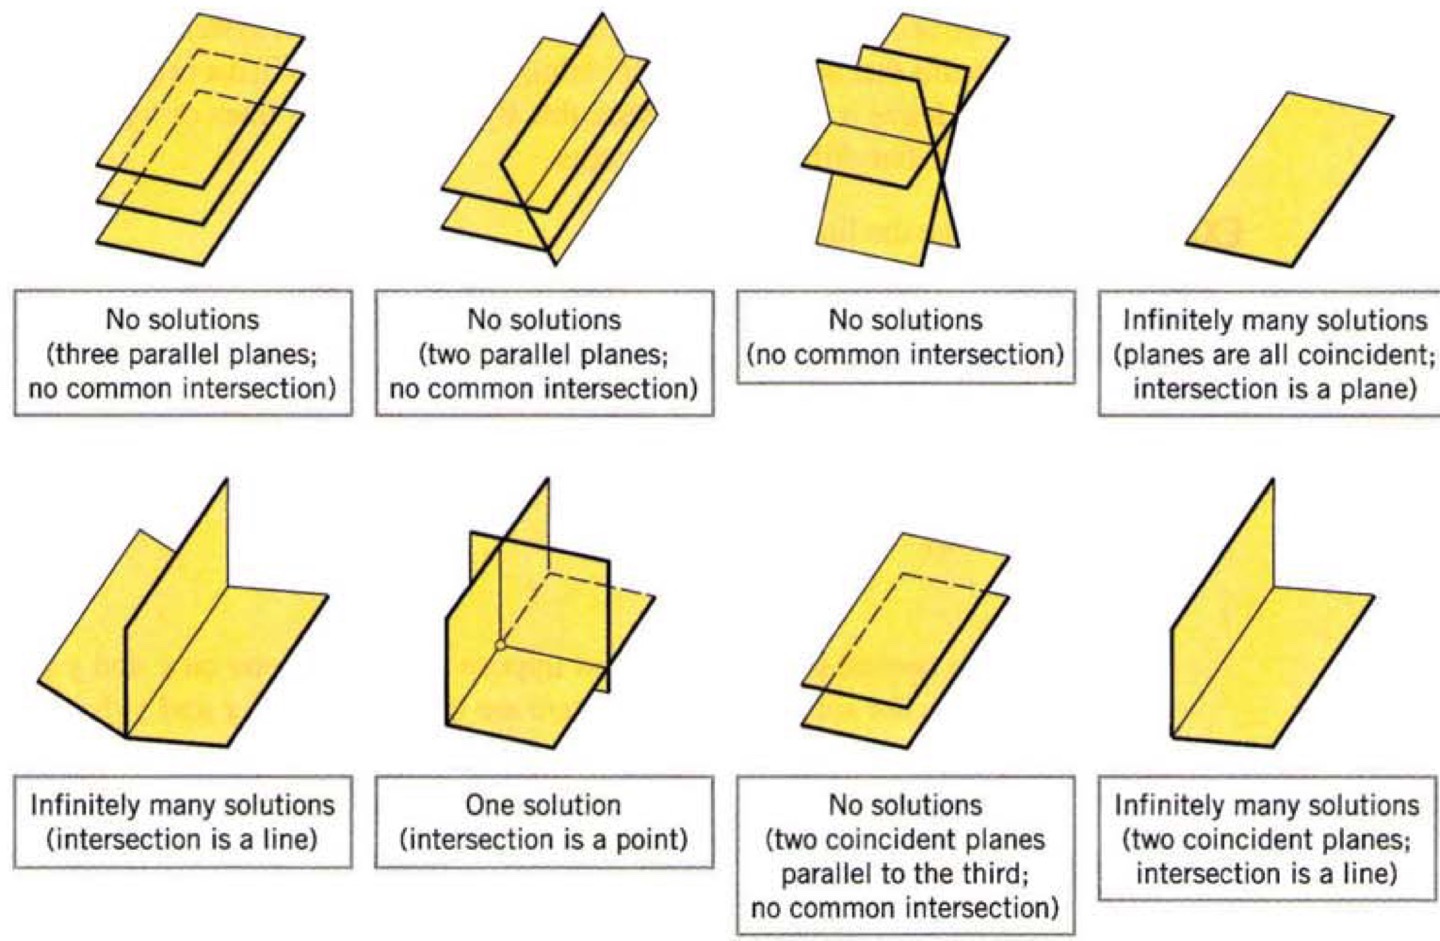 No solutions
(three parallel planes;
no common intersection)
No solutions
(two parallel planes;
no common intersection)
No solutions
(no common intersection)
Infinitely many solutions
(planes are all coincident;
intersection is a plane)
Infinitely many solutions
(intersection is a line)
One solution
(intersection is a point)
No solutions
(two coincident planes
parallel to the third;
no common intersection)
Infinitely many solutions
(two coincident planes;
intersection is a line)